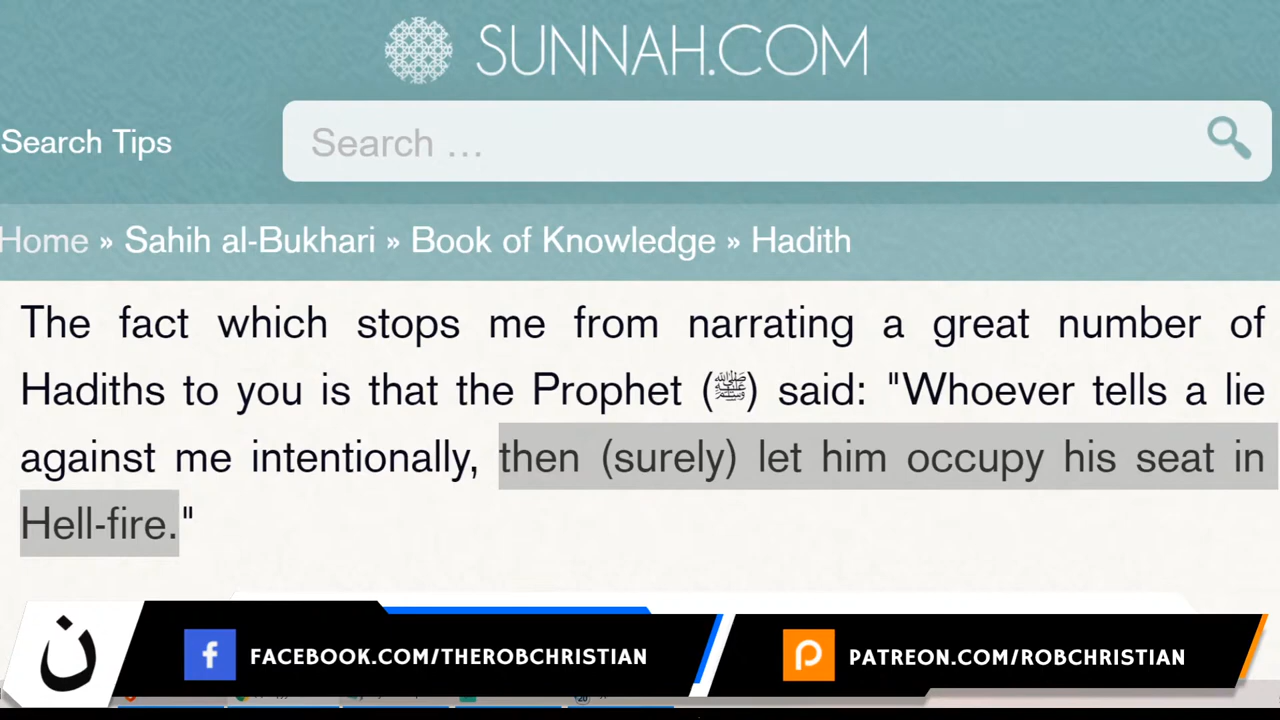 SUNNAH.COM
Search Tips
Search ...
Home » Sahih al-Bukhari » Book of Knowledge » Hadith
The fact which stops me from narrating a great number of
Hadiths to you is that the Prophet (ﷺ) said: "Whoever tells a lie
against me intentionally, then (surely) let him occupy his seat in
Hell-fire."
ن
f FACEBOOK.COM/THEROBCHRISTIAN
PATREON.COM/ROBCHRISTIAN